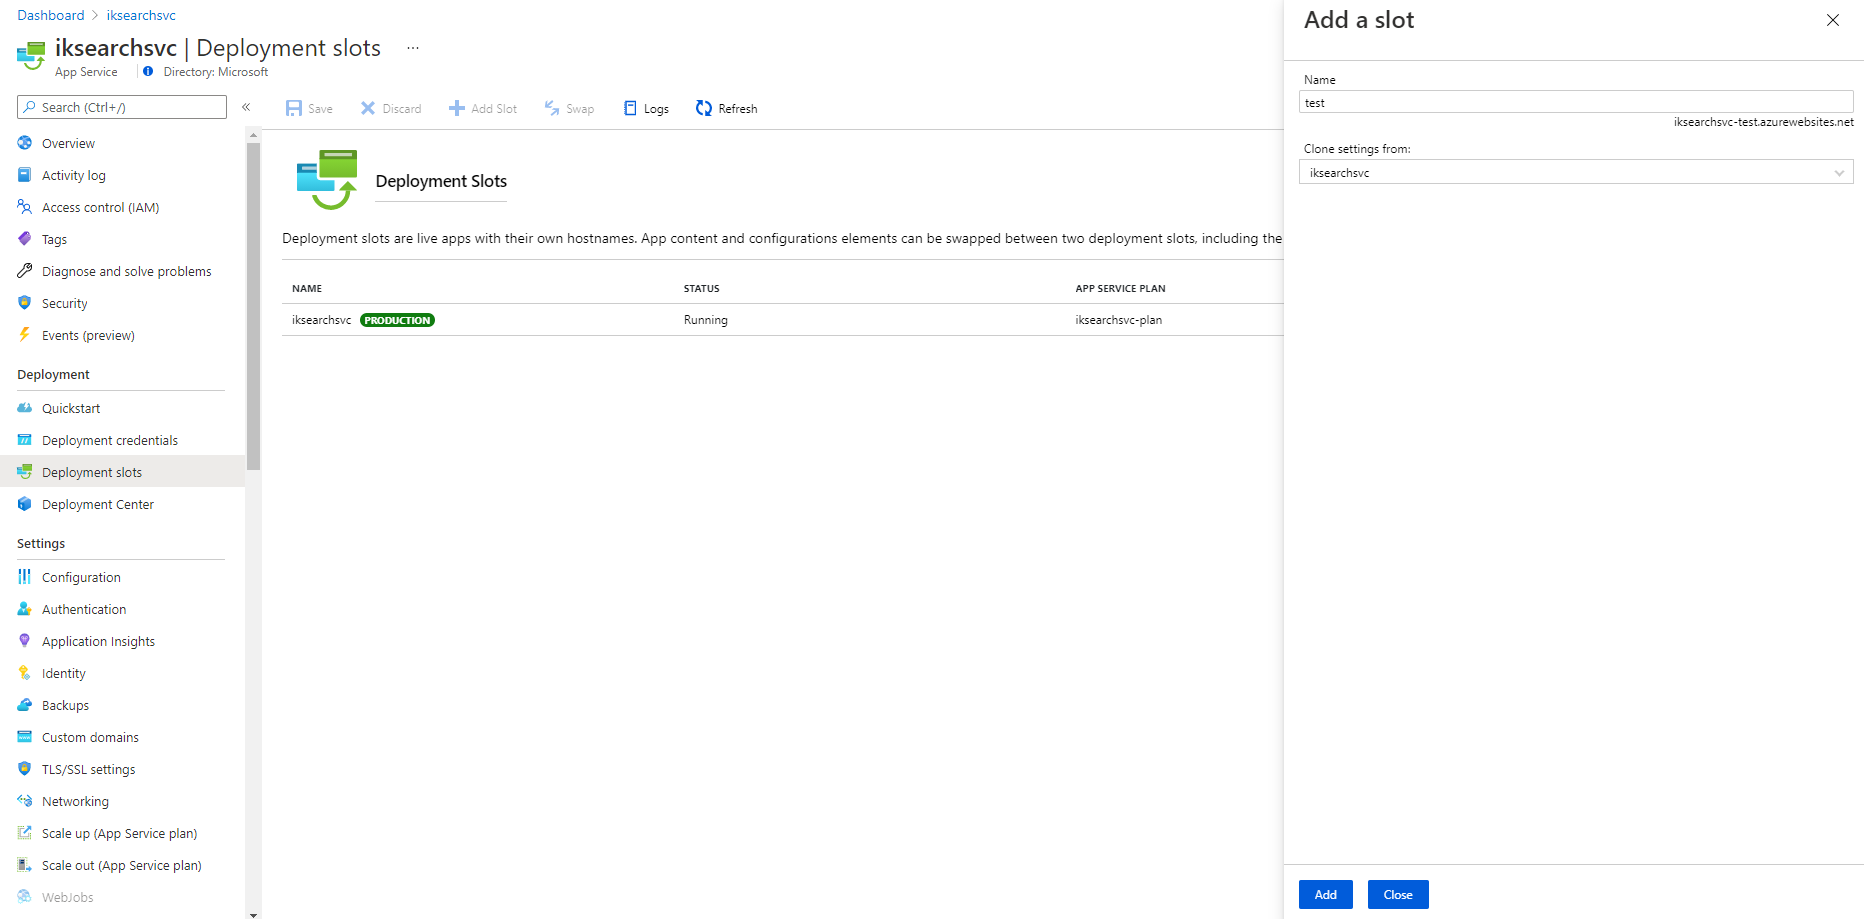 Dashboard > iksearchsvc
iksearchsvc | Deployment slots ...
App Service Directory: Microsoft
Search (Ctrl+/) «
Overview
Activity log
Access control (IAM)
Tags
Diagnose and solve problems
Security
Events (preview)
Deployment
Quickstart
Deployment credentials
Deployment slots
Deployment Center
Settings
Configuration
Authentication
Application Insights
Identity
Backups
Custom domains
TLS/SSL settings
Networking
Scale up (App Service plan)
Scale out (App Service plan)
WebJobs
Save Discard Add Slot Swap Logs Refresh
Deployment Slots
Deployment slots are live apps with their own hostnames. App content and configurations elements can be swapped between two deployment slots, including the
NAME STATUS APP SERVICE PLAN
iksearchsvc PRODUCTION Running iksearchsvc-plan
Add a slot
Name
test
iksearchsvc-test.azurewebsites.net
Clone settings from:
iksearchsvc
Add Close